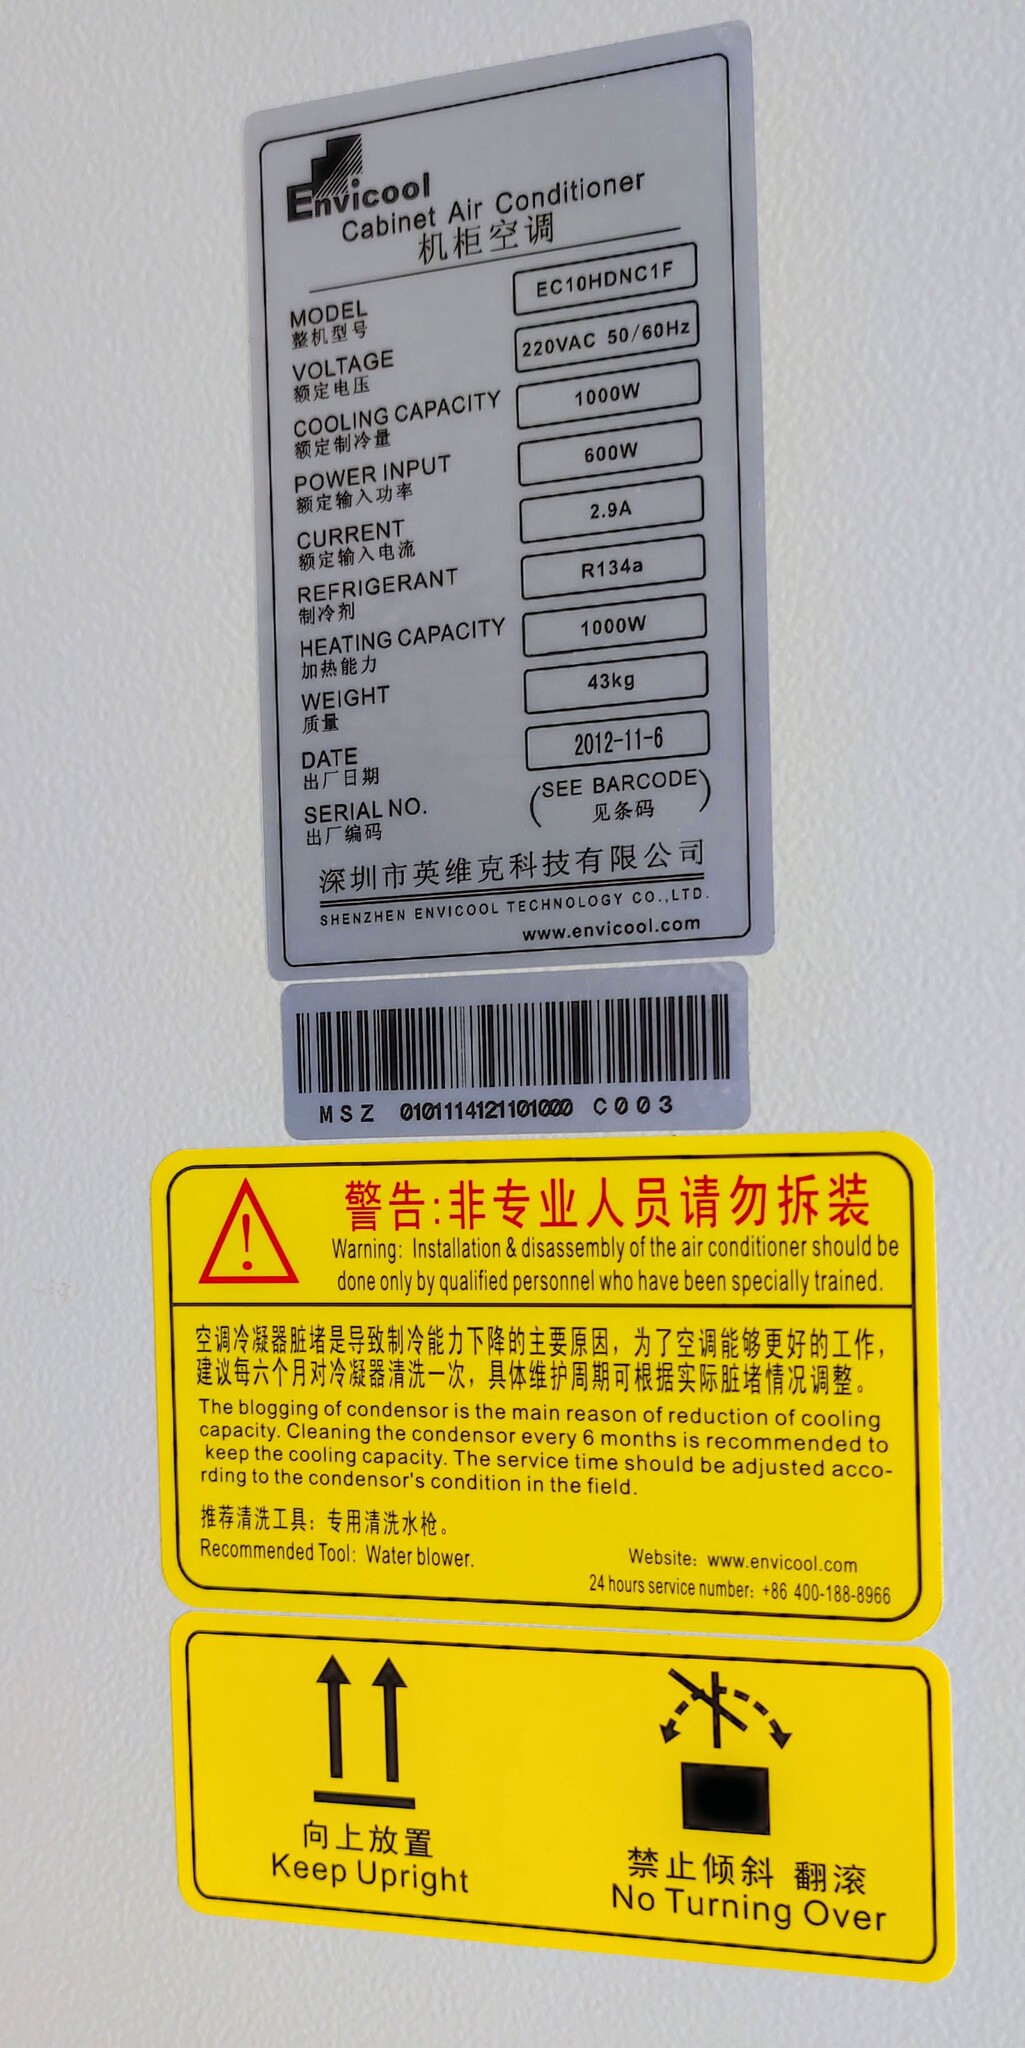 Envicool
Cabinet Air Conditioner
机柜空调
MODEL EC10HDNC1F
整机型号
VOLTAGE 220VAC 50/60Hz
额定电压
COOLING CAPACITY 1000W
额定制冷量
POWER INPUT 600W
额定输入功率
CURRENT 2.9A
额定输入电流
REFRIGERANT R134a
制冷剂
HEATING CAPACITY 1000W
加热能力
WEIGHT 43kg
质量
DATE 2012-11-6
出厂日期
SERIAL NO. (SEE BARCODE)
出厂编码 见条码
深圳市英维克科技有限公司
SHENZHEN ENVICOOL TECHNOLOGY CO.,LTD.
www.envicool.com
MSZ 0101114121101000 C003
警告:非专业人员请勿拆装
Warning: Installation & disassembly of the air conditioner should be
done only by qualified personnel who have been specially trained.
空调冷凝器脏堵是导致制冷能力下降的主要原因，为了空调能够更好的工作，
建议每六个月对冷凝器清洗一次，具体维护周期可根据实际脏堵情况调整。
The blogging of condensor is the main reason of reduction of cooling
capacity. Cleaning the condensor every 6 months is recommended to
keep the cooling capacity. The service time should be adjusted acco-
rding to the condensor's condition in the field.
推荐清洗工具：专用清洗水枪。
Recommended Tool: Water blower.
Website: www.envicool.com
24 hours service number: +86 400-188-8966
向上放置
Keep Upright
禁止倾斜 翻滚
No Turning Over